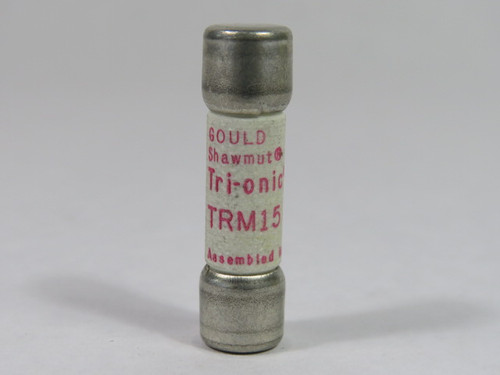 GOULD
Shawmut
Tri-onic
TRM15
Assembled